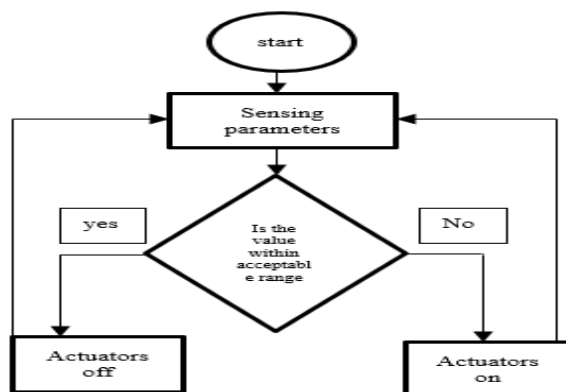 start
Sensing
parameters
yes
No
Is the
value
within
acceptabl
e range
Actuators
off
Actuators
on